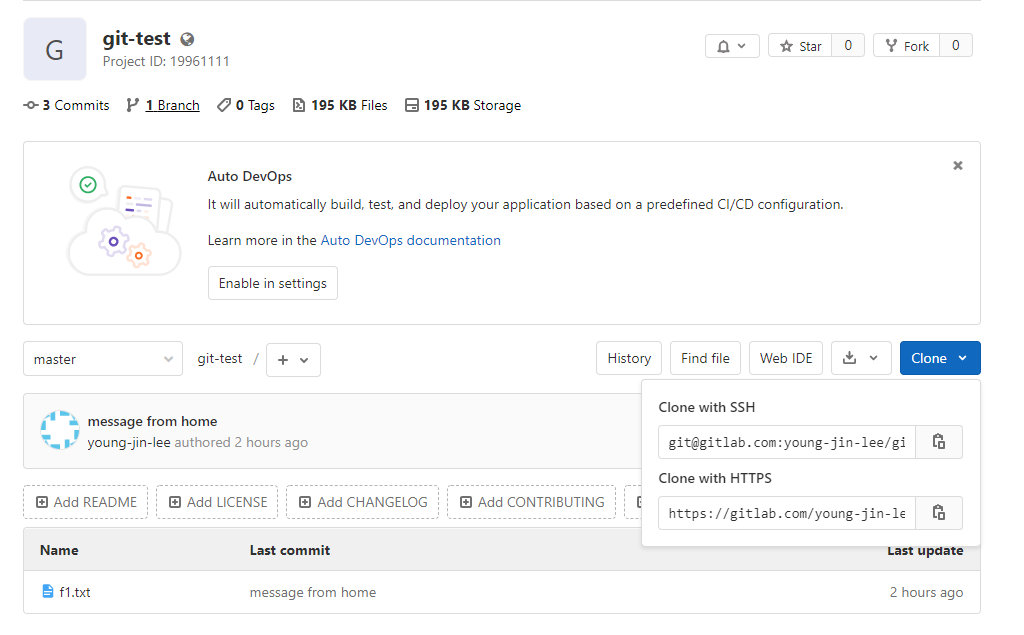 G
git-test
Project ID: 19961111
Star 0
Fork 0
3 Commits 1 Branch 0 Tags 195 KB Files 195 KB Storage
Auto DevOps
It will automatically build, test, and deploy your application based on a predefined CI/CD configuration.
Learn more in the Auto DevOps documentation
Enable in settings
master git-test / + History Find file Web IDE Clone
Clone with SSH
git@gitlab.com:young-jin-lee/gi
Clone with HTTPS
https://gitlab.com/young-jin-le
message from home
young-jin-lee authored 2 hours ago
Add README Add LICENSE Add CHANGELOG Add CONTRIBUTING
Name Last commit Last update
f1.txt message from home 2 hours ago